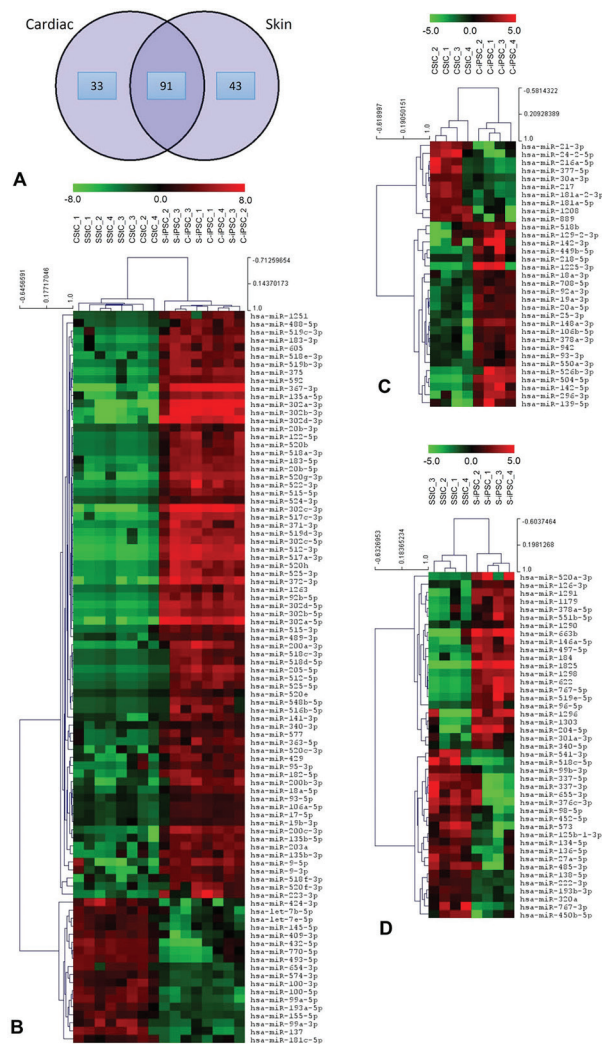 Cardiac
Skin
33
91
43
A
-8.0
0.0
8.0
CStC_1
SStC_1
SStC_2
SStC_4
SStC_3
CStC_3
CStC_2
CStC_4
S-iPSC_2
S-iPSC_3
C-iPSC_4
S-iPSC_1
C-iPSC_1
C-iPSC_3
S-iPSC_4
C-iPSC_2
-0.6456591
0.17717046
1.0
-0.71259654
0.14370173
1.0
hsa-miR-1251
hsa-miR-488-5p
hsa-miR-519c-3p
hsa-miR-183-3p
hsa-miR-605
hsa-miR-518e-3p
hsa-miR-519b-3p
hsa-miR-375
hsa-miR-592
hsa-miR-367-3p
hsa-miR-135a-5p
hsa-miR-302a-3p
hsa-miR-302b-3p
hsa-miR-302d-3p
hsa-miR-20b-3p
hsa-miR-122-5p
hsa-miR-520b
hsa-miR-518a-3p
hsa-miR-183-5p
hsa-miR-20b-5p
hsa-miR-520g-3p
hsa-miR-522-3p
hsa-miR-515-5p
hsa-miR-524-3p
hsa-miR-302c-3p
hsa-miR-517c-3p
hsa-miR-371-3p
hsa-miR-519d-3p
hsa-miR-302c-5p
hsa-miR-512-3p
hsa-miR-517a-3p
hsa-miR-520h
hsa-miR-525-3p
hsa-miR-372-3p
hsa-miR-1263
hsa-miR-92b-5p
hsa-miR-302d-5p
hsa-miR-302b-5p
hsa-miR-302a-5p
hsa-miR-515-3p
hsa-miR-489-3p
hsa-miR-200a-3p
hsa-miR-518c-3p
hsa-miR-518d-5p
hsa-miR-205-5p
hsa-miR-512-5p
hsa-miR-525-5p
hsa-miR-520e
hsa-miR-548b-5p
hsa-miR-516b-5p
hsa-miR-141-3p
hsa-miR-340-3p
hsa-miR-577
hsa-miR-363-5p
hsa-miR-520c-3p
hsa-miR-429
hsa-miR-95-3p
hsa-miR-182-5p
hsa-miR-200b-3p
hsa-miR-18a-5p
hsa-miR-93-5p
hsa-miR-106a-5p
hsa-miR-17-5p
hsa-miR-19b-3p
hsa-miR-200c-3p
hsa-miR-135b-5p
hsa-miR-203a
hsa-miR-135b-3p
hsa-miR-9-5p
hsa-miR-9-3p
hsa-miR-518f-3p
hsa-miR-520f-3p
hsa-miR-223-3p
hsa-miR-424-3p
hsa-let-7b-5p
hsa-let-7e-5p
hsa-miR-145-5p
hsa-miR-409-3p
hsa-miR-432-5p
hsa-miR-770-5p
hsa-miR-493-5p
hsa-miR-654-3p
hsa-miR-574-3p
hsa-miR-100-3p
hsa-miR-100-5p
hsa-miR-99a-5p
hsa-miR-193a-5p
hsa-miR-155-5p
hsa-miR-99a-3p
hsa-miR-137
hsa-miR-181c-5p
B
-5.0
0.0
5.0
CStC_2
CStC_1
CStC_3
CStC_4
C-iPSC_2
C-iPSC_1
C-iPSC_3
C-iPSC_4
-0.618997
0.19050151
1.0
-0.5814322
0.20928389
1.0
hsa-miR-21-3p
hsa-miR-24-2-5p
hsa-miR-216a-5p
hsa-miR-377-5p
hsa-miR-30a-3p
hsa-miR-217
hsa-miR-181a-2-3p
hsa-miR-181a-5p
hsa-miR-1208
hsa-miR-889
hsa-miR-518b
hsa-miR-129-2-3p
hsa-miR-142-3p
hsa-miR-449b-5p
hsa-miR-218-5p
hsa-miR-1225-3p
hsa-miR-18a-3p
hsa-miR-708-5p
hsa-miR-92a-3p
hsa-miR-19a-3p
hsa-miR-20a-5p
hsa-miR-25-3p
hsa-miR-148a-3p
hsa-miR-106b-5p
hsa-miR-378a-3p
hsa-miR-942
hsa-miR-93-3p
hsa-miR-550a-3p
hsa-miR-526b-3p
hsa-miR-504-5p
hsa-miR-142-5p
hsa-miR-296-3p
hsa-miR-139-5p
C
-5.0
0.0
5.0
SStC_3
SStC_2
SStC_1
SStC_4
S-iPSC_2
S-iPSC_1
S-iPSC_3
S-iPSC_4
-0.6326953
0.18365234
1.0
-0.6037464
0.1981268
1.0
hsa-miR-520a-3p
hsa-miR-126-3p
hsa-miR-1291
hsa-miR-1179
hsa-miR-378a-5p
hsa-miR-551b-5p
hsa-miR-1290
hsa-miR-663b
hsa-miR-146a-5p
hsa-miR-497-5p
hsa-miR-184
hsa-miR-1825
hsa-miR-1298
hsa-miR-622
hsa-miR-767-5p
hsa-miR-519e-5p
hsa-miR-96-5p
hsa-miR-1296
hsa-miR-1303
hsa-miR-204-5p
hsa-miR-301a-3p
hsa-miR-340-5p
hsa-miR-541-3p
hsa-miR-518c-5p
hsa-miR-99b-3p
hsa-miR-337-5p
hsa-miR-337-3p
hsa-miR-655-3p
hsa-miR-376c-3p
hsa-miR-98-5p
hsa-miR-452-5p
hsa-miR-573
hsa-miR-125b-1-3p
hsa-miR-134-5p
hsa-miR-136-5p
hsa-miR-27a-5p
hsa-miR-485-3p
hsa-miR-138-5p
hsa-miR-222-3p
hsa-miR-193b-3p
hsa-miR-320a
hsa-miR-767-3p
hsa-miR-450b-5p
D